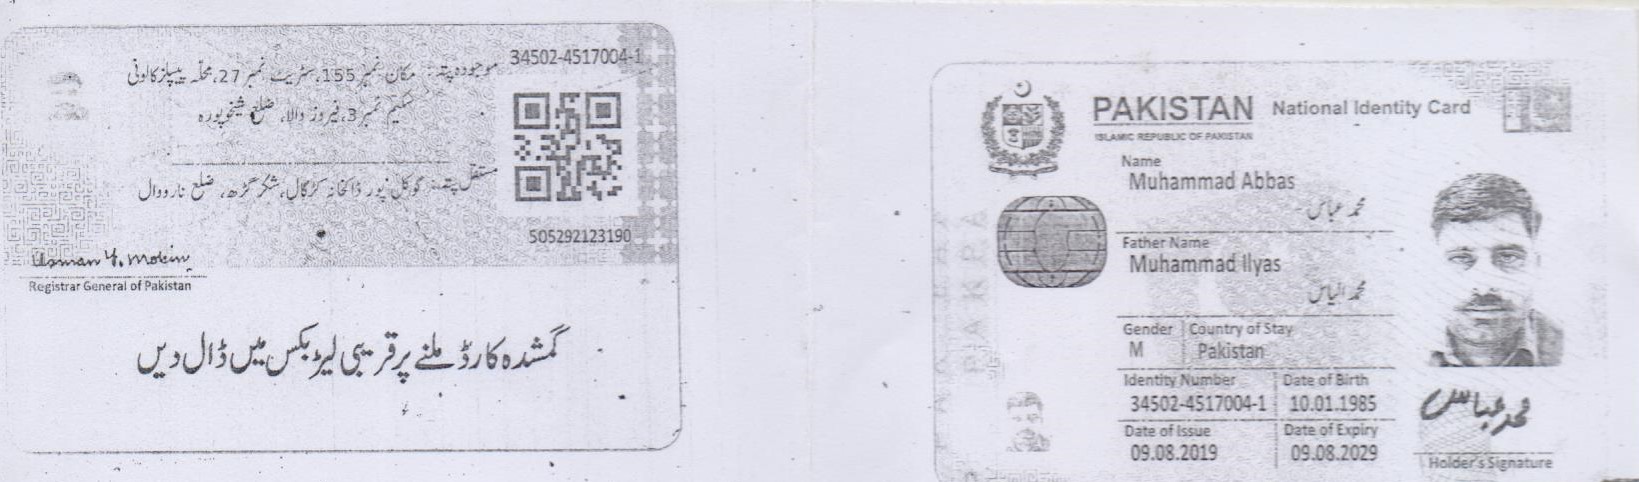 34502-4517004-1
موجودہ پتہ: مکان نمبر 155، سٹریٹ نمبر 27، محلہ پیپلز کالونی
سکیم نمبر 3، فیروز والا، ضلع شیخوپورہ
مستقل پتہ: گوکل پور ڈاکخانہ کڑگال، شکر گڑھ، ضلع نارووال
505292123190
Usman Y. Mobin
Registrar General of Pakistan
گمشدہ کارڈ ملنے پر قریبی لیٹر بکس میں ڈال دیں
PAKISTAN National Identity Card
ISLAMIC REPUBLIC OF PAKISTAN
Name
Muhammad Abbas
محمد عباس
Father Name
Muhammad Ilyas
محمد الیاس
Gender Country of Stay
M Pakistan
Identity Number Date of Birth
34502-4517004-1 10.01.1985
Date of Issue Date of Expiry
09.08.2019 09.08.2029
محمد عباس
Holder's Signature